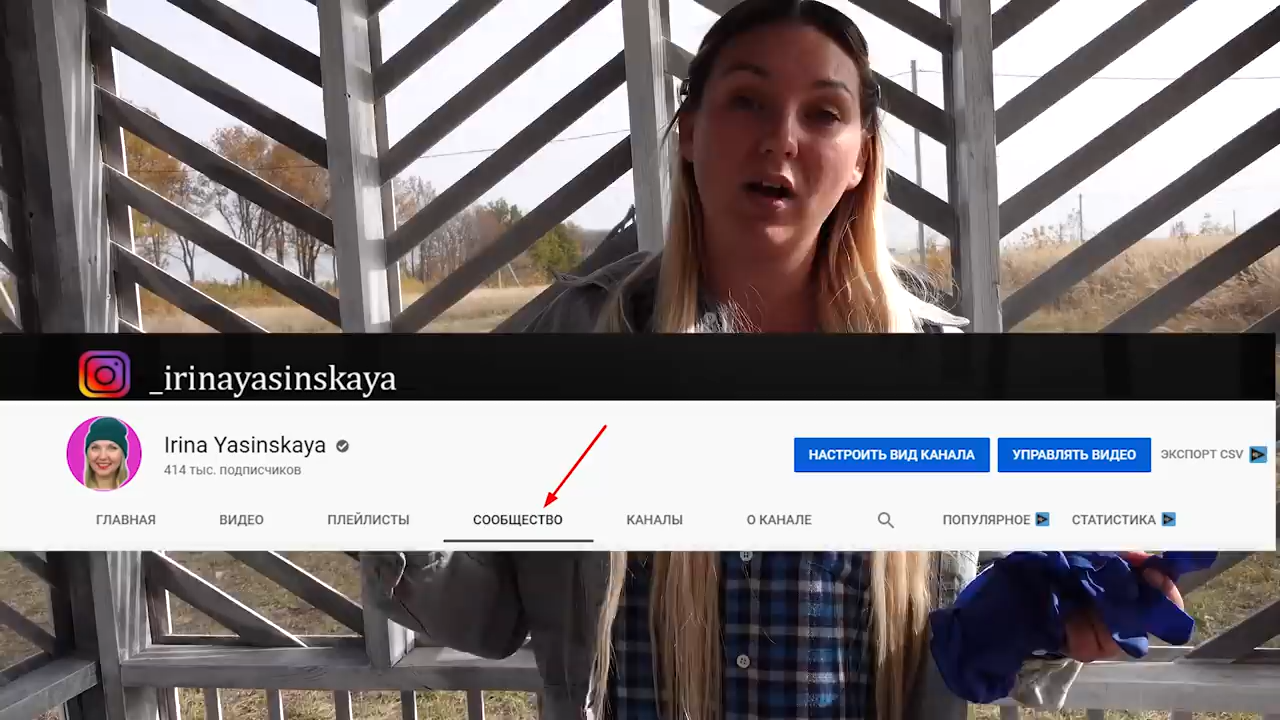 _irinayasinskaya
Irina Yasinskaya
414 тыс. подписчиков
НАСТРОИТЬ ВИД КАНАЛА
УПРАВЛЯТЬ ВИДЕО
ЭКСПОРТ CSV
ГЛАВНАЯ
ВИДЕО
ПЛЕЙЛИСТЫ
СООБЩЕСТВО
КАНАЛЫ
О КАНАЛЕ
ПОПУЛЯРНОЕ
СТАТИСТИКА